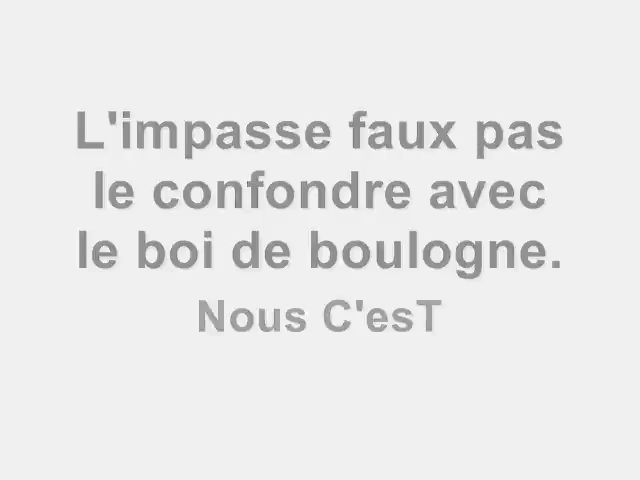 L'impasse faux pas
le confondre avec
le boi de boulogne.
Nous C'esT